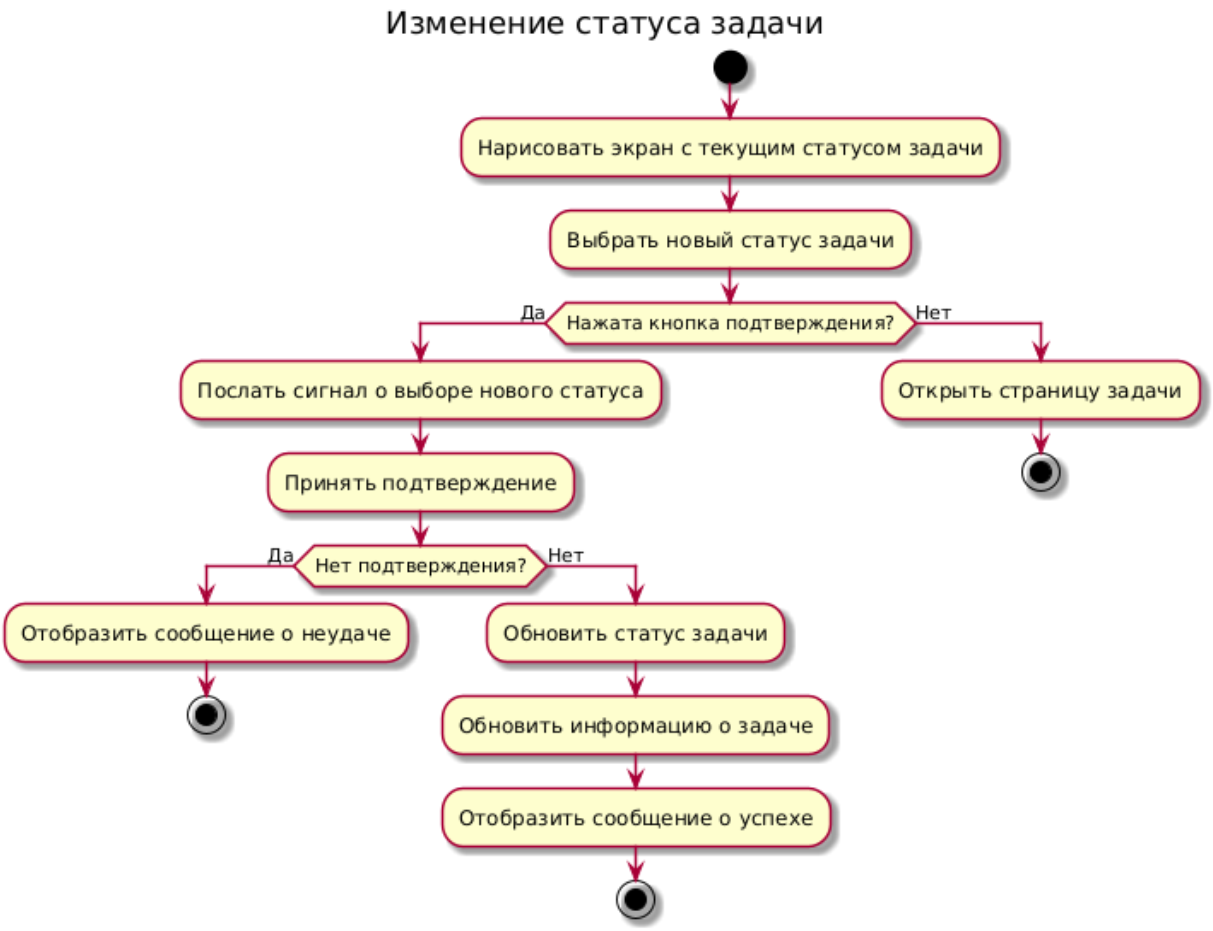 Изменение статуса задачи
Нарисовать экран с текущим статусом задачи
Выбрать новый статус задачи
Да
Нажата кнопка подтверждения?
Нет
Послать сигнал о выборе нового статуса
Открыть страницу задачи
Принять подтверждение
Да
Нет подтверждения?
Нет
Отобразить сообщение о неудаче
Обновить статус задачи
Обновить информацию о задаче
Отобразить сообщение о успехе